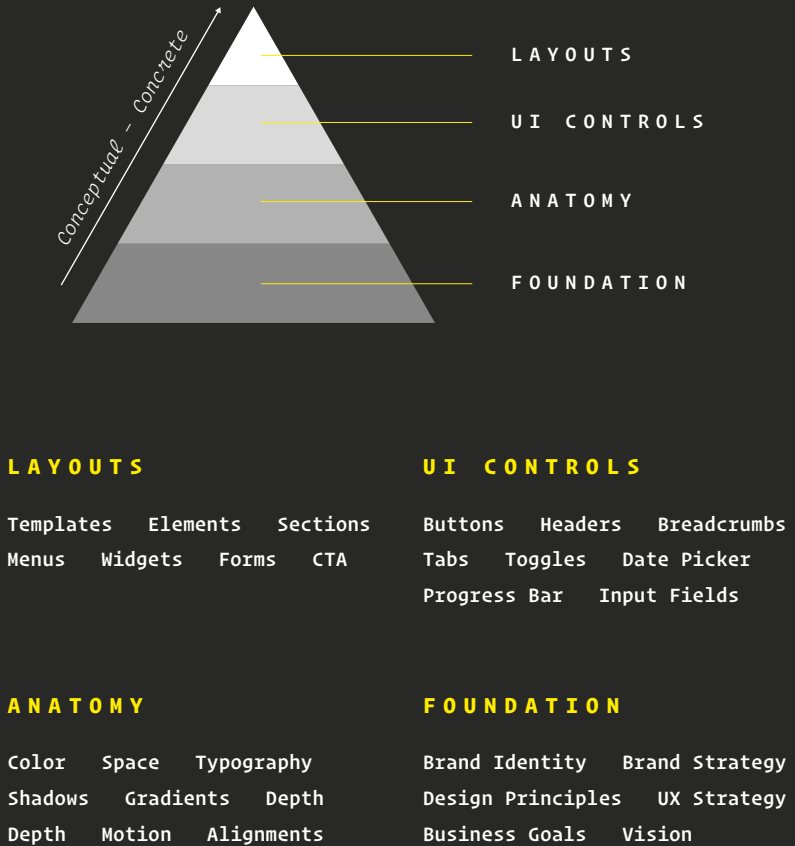 Conceptual – Concrete
LAYOUTS
UI CONTROLS
ANATOMY
FOUNDATION
LAYOUTS
Templates Elements Sections
Menus Widgets Forms CTA
UI CONTROLS
Buttons Headers Breadcrumbs
Tabs Toggles Date Picker
Progress Bar Input Fields
ANATOMY
Color Space Typography
Shadows Gradients Depth
Depth Motion Alignments
FOUNDATION
Brand Identity Brand Strategy
Design Principles UX Strategy
Business Goals Vision